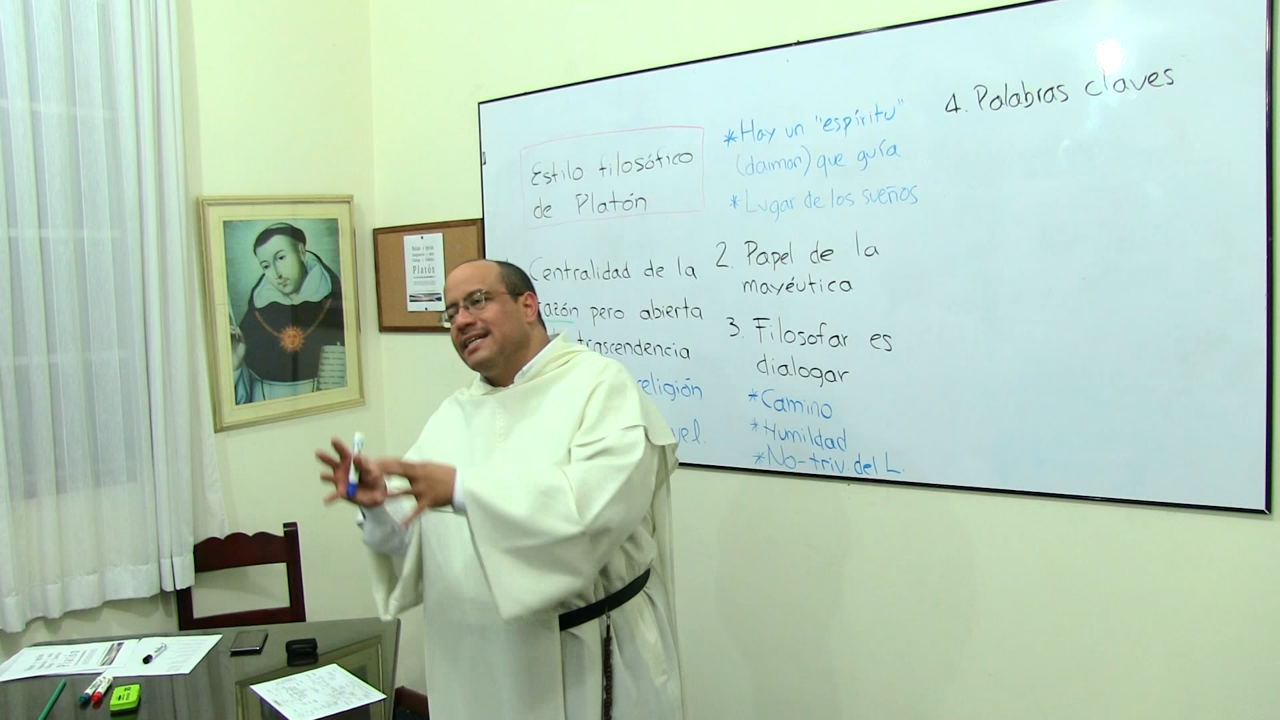 Estilo filosófico
de Platón
Centralidad de la
razón pero abierta
trascendencia
religión
vel.
*Hay un "espíritu"
(daimon) que guía
*Lugar de los sueños
2. Papel de la
mayéutica
3. Filosofar es
dialogar
*Camino
*Humildad
*No-triv. del L.
4. Palabras claves
Platón